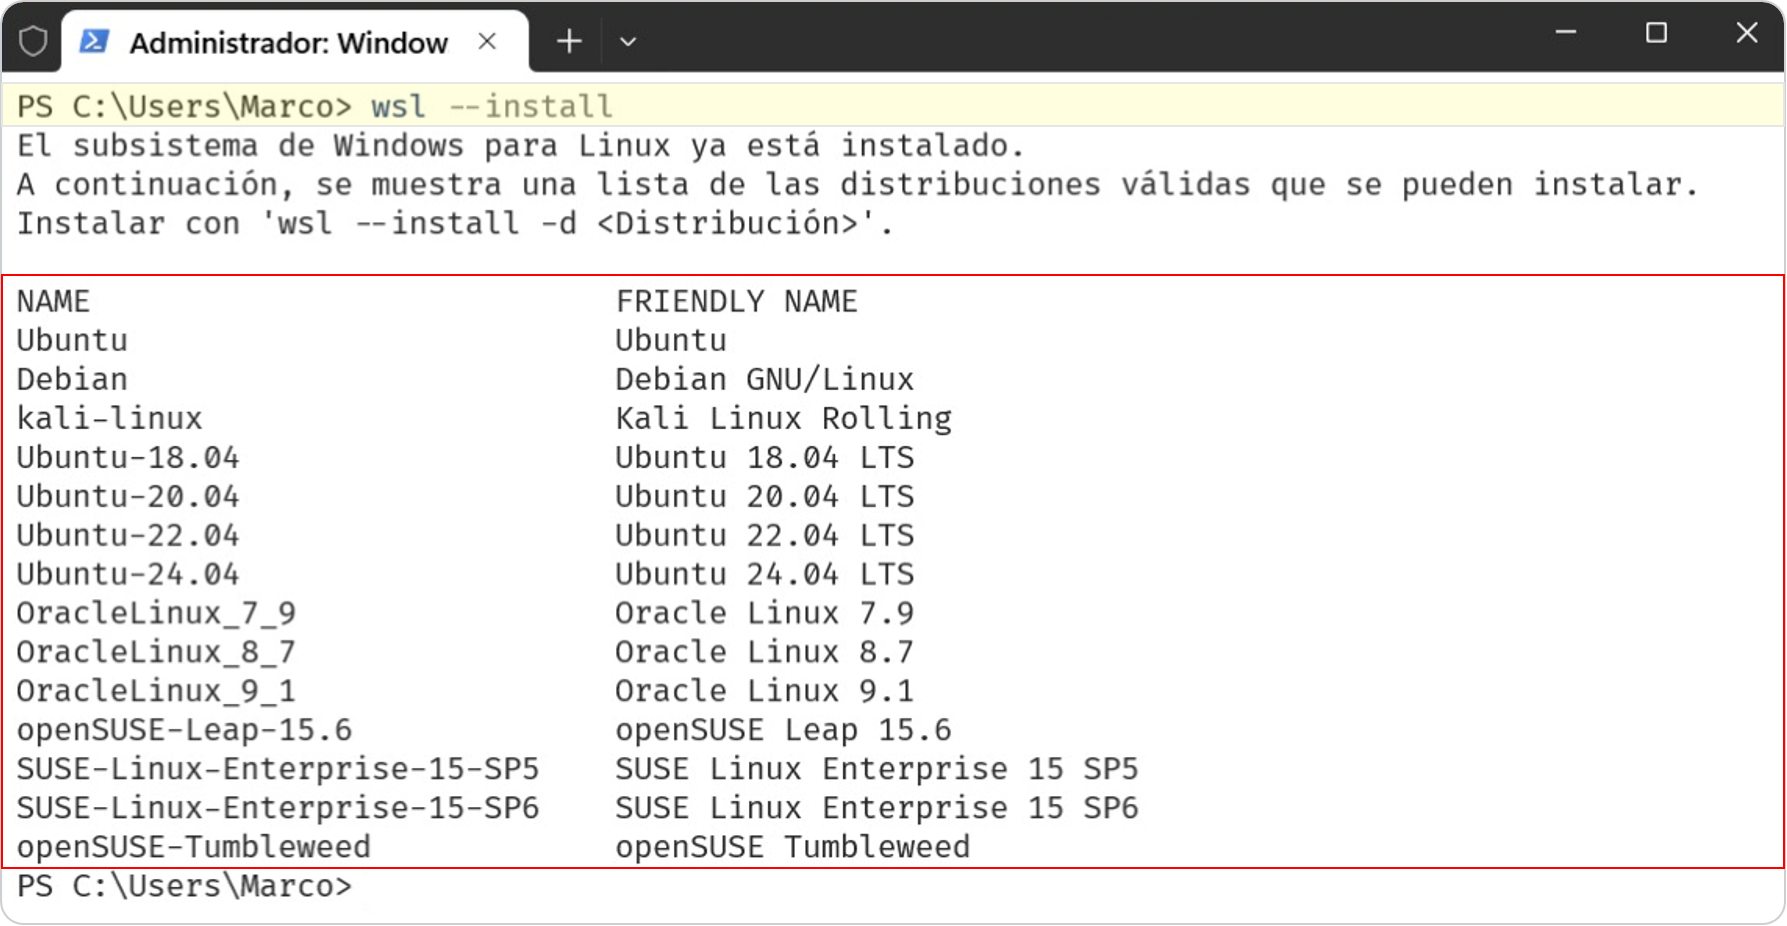 Administrador: Window
PS C:\Users\Marco> wsl --install
El subsistema de Windows para Linux ya está instalado.
A continuación, se muestra una lista de las distribuciones válidas que se pueden instalar.
Instalar con 'wsl --install -d <Distribución>'.
NAME FRIENDLY NAME
Ubuntu Ubuntu
Debian Debian GNU/Linux
kali-linux Kali Linux Rolling
Ubuntu-18.04 Ubuntu 18.04 LTS
Ubuntu-20.04 Ubuntu 20.04 LTS
Ubuntu-22.04 Ubuntu 22.04 LTS
Ubuntu-24.04 Ubuntu 24.04 LTS
OracleLinux_7_9 Oracle Linux 7.9
OracleLinux_8_7 Oracle Linux 8.7
OracleLinux_9_1 Oracle Linux 9.1
openSUSE-Leap-15.6 openSUSE Leap 15.6
SUSE-Linux-Enterprise-15-SP5 SUSE Linux Enterprise 15 SP5
SUSE-Linux-Enterprise-15-SP6 SUSE Linux Enterprise 15 SP6
openSUSE-Tumbleweed openSUSE Tumbleweed
PS C:\Users\Marco>